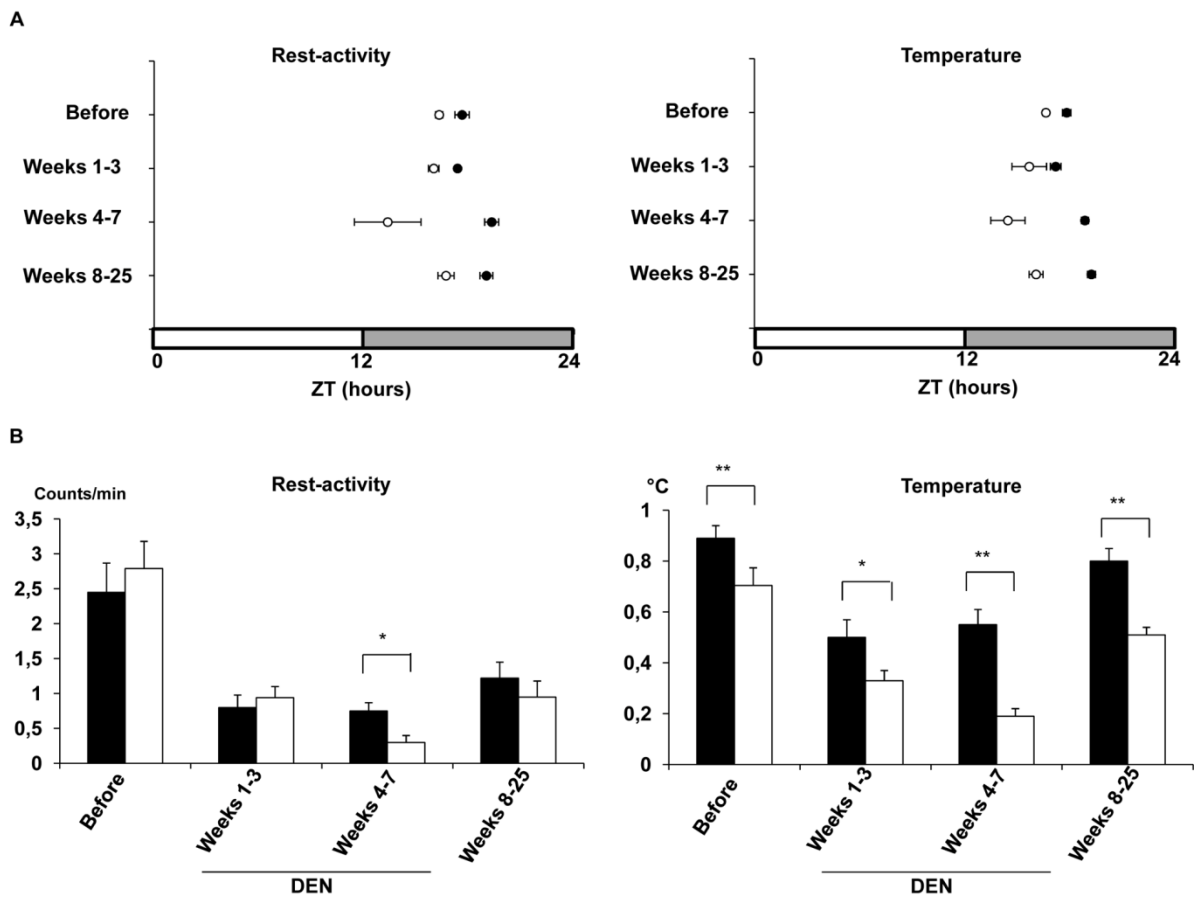 A
Rest-activity
Before
Weeks 1-3
Weeks 4-7
Weeks 8-25
0 12 24
ZT (hours)
Temperature
Before
Weeks 1-3
Weeks 4-7
Weeks 8-25
0 12 24
ZT (hours)
B
Rest-activity
Counts/min
3,5
3
2,5
2
1,5
1
0,5
0
*
Before
Weeks 1-3
Weeks 4-7
Weeks 8-25
DEN
Temperature
°C
1
0,8
0,6
0,4
0,2
0
**
*
**
**
Before
Weeks 1-3
Weeks 4-7
Weeks 8-25
DEN